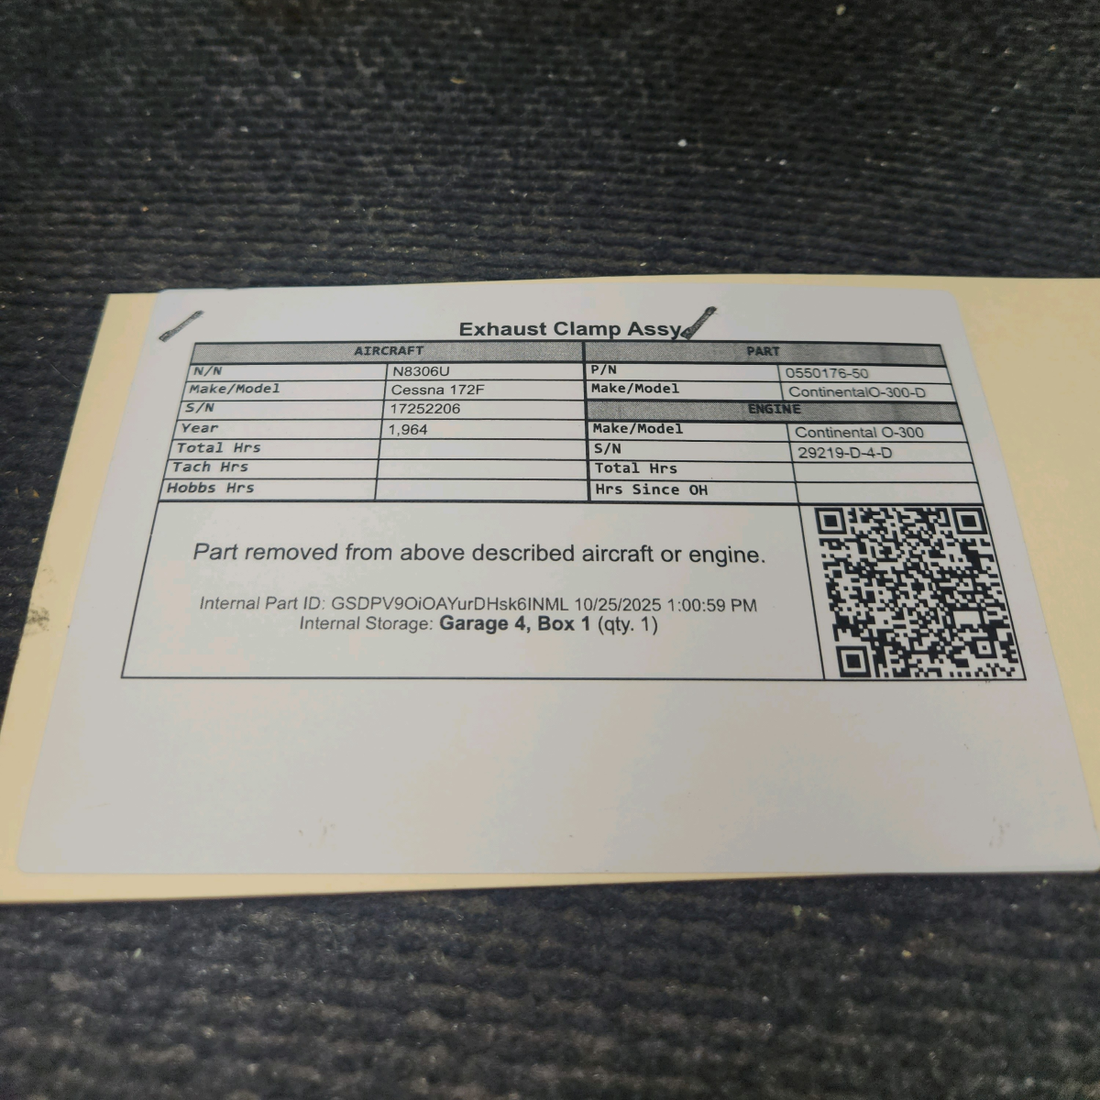 Exhaust Clamp Assy
AIRCRAFT PART
N/N N8306U P/N 0550176-50
Make/Model Cessna 172F Make/Model ContinentalO-300-D
S/N 17252206 ENGINE
Year 1,964 Make/Model Continental O-300
Total Hrs S/N 29219-D-4-D
Tach Hrs Total Hrs
Hobbs Hrs Hrs Since OH
Part removed from above described aircraft or engine.
Internal Part ID: GSDPV9OiOAYurDHsk6INML 10/25/2025 1:00:59 PM
Internal Storage: Garage 4, Box 1 (qty. 1)